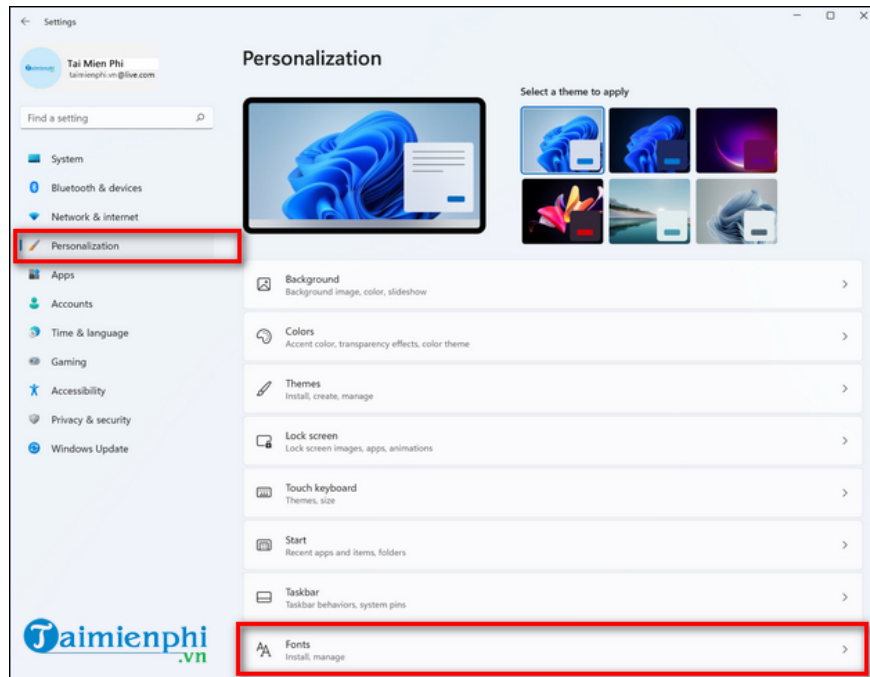 Settings
Tai Mien Phi
taimienphi.vn@live.com
Find a setting
System
Bluetooth & devices
Network & internet
Personalization
Apps
Accounts
Time & language
Gaming
Accessibility
Privacy & security
Windows Update
Personalization
Select a theme to apply
Background
Background image, color, slideshow
Colors
Accent color, transparency effects, color theme
Themes
Install, create, manage
Lock screen
Lock screen images, apps, animations
Touch keyboard
Themes, size
Start
Recent apps and items, folders
Taskbar
Taskbar behaviors, system pins
Fonts
Install, manage
Taimienphi
.vn